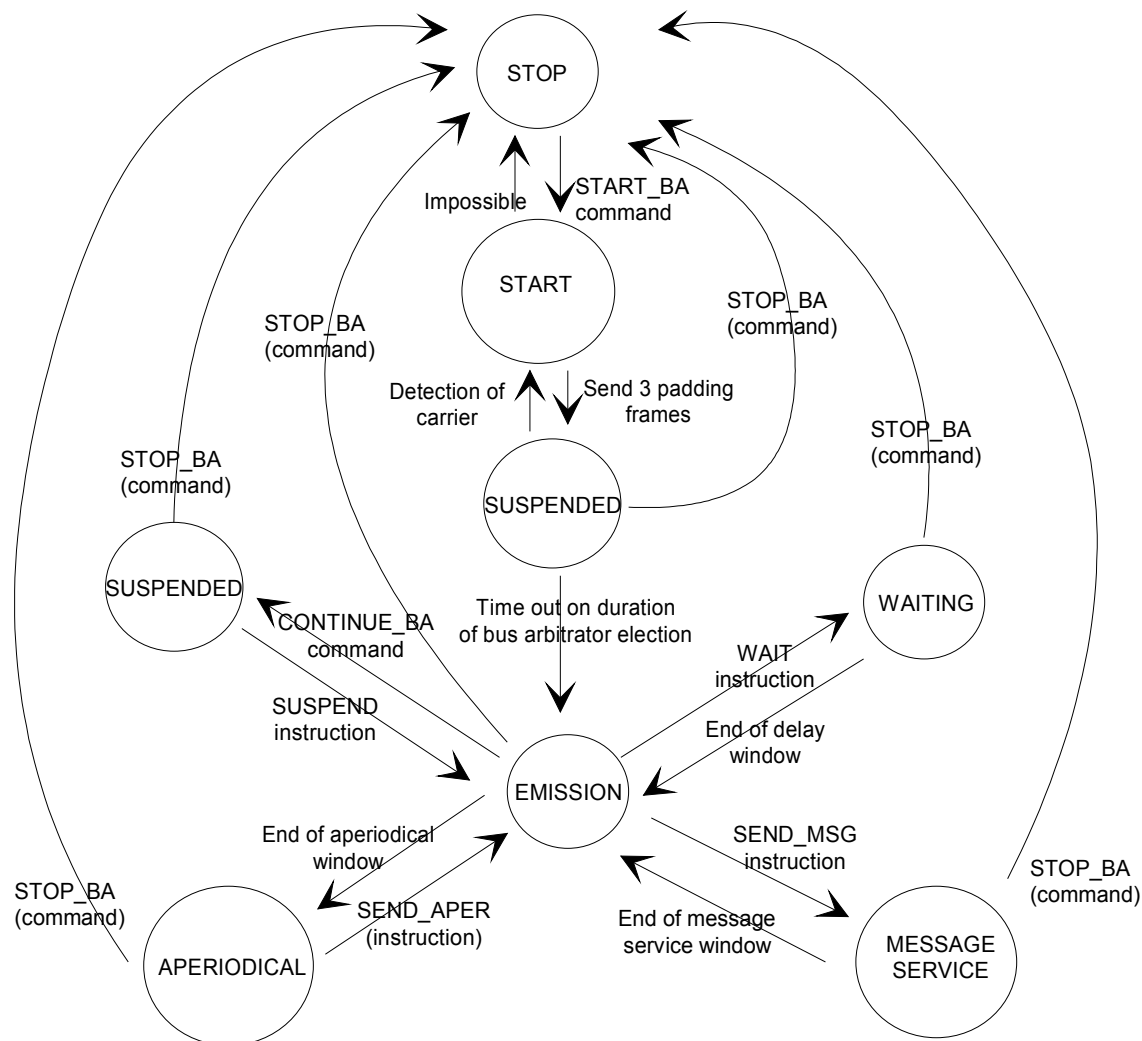 STOP
Impossible
START_BA
command
START
STOP_BA
(command)
STOP_BA
(command)
Detection of
carrier
Send 3 padding
frames
STOP_BA
(command)
STOP_BA
(command)
SUSPENDED
SUSPENDED
WAITING
Time out on duration
of bus arbitrator election
CONTINUE_BA
command
WAIT
instruction
SUSPEND
instruction
End of delay
window
EMISSION
End of aperiodical
window
SEND_MSG
instruction
STOP_BA
(command)
SEND_APER
(instruction)
End of message
service window
STOP_BA
(command)
APERIODICAL
MESSAGE
SERVICE